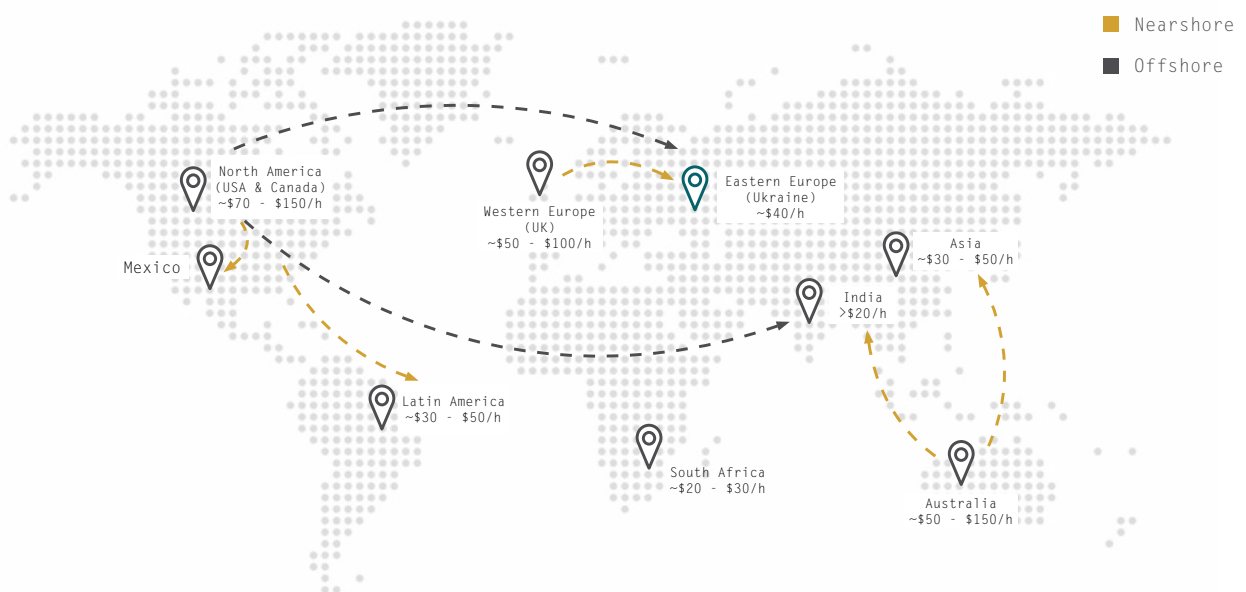 Nearshore
Offshore
North America
(USA & Canada)
~$70 - $150/h
Western Europe
(UK)
~$50 - $100/h
Eastern Europe
(Ukraine)
~$40/h
Mexico
Asia
~$30 - $50/h
India
>$20/h
Latin America
~$30 - $50/h
South Africa
~$20 - $30/h
Australia
~$50 - $150/h